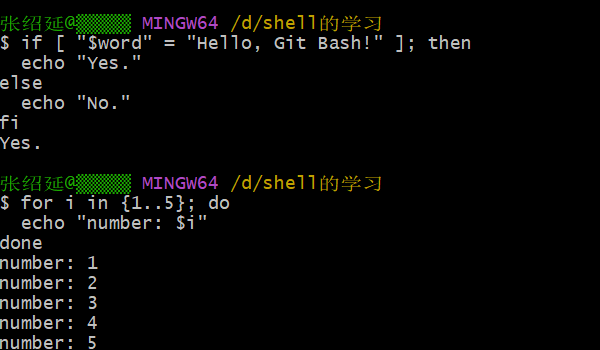 张绍延@▒▒▒▒▒ MINGW64 /d/shell的学习
$ if [ "$word" = "Hello, Git Bash!" ]; then
  echo "Yes."
else
  echo "No."
fi
Yes.
张绍延@▒▒▒▒▒ MINGW64 /d/shell的学习
$ for i in {1..5}; do
  echo "number: $i"
done
number: 1
number: 2
number: 3
number: 4
number: 5